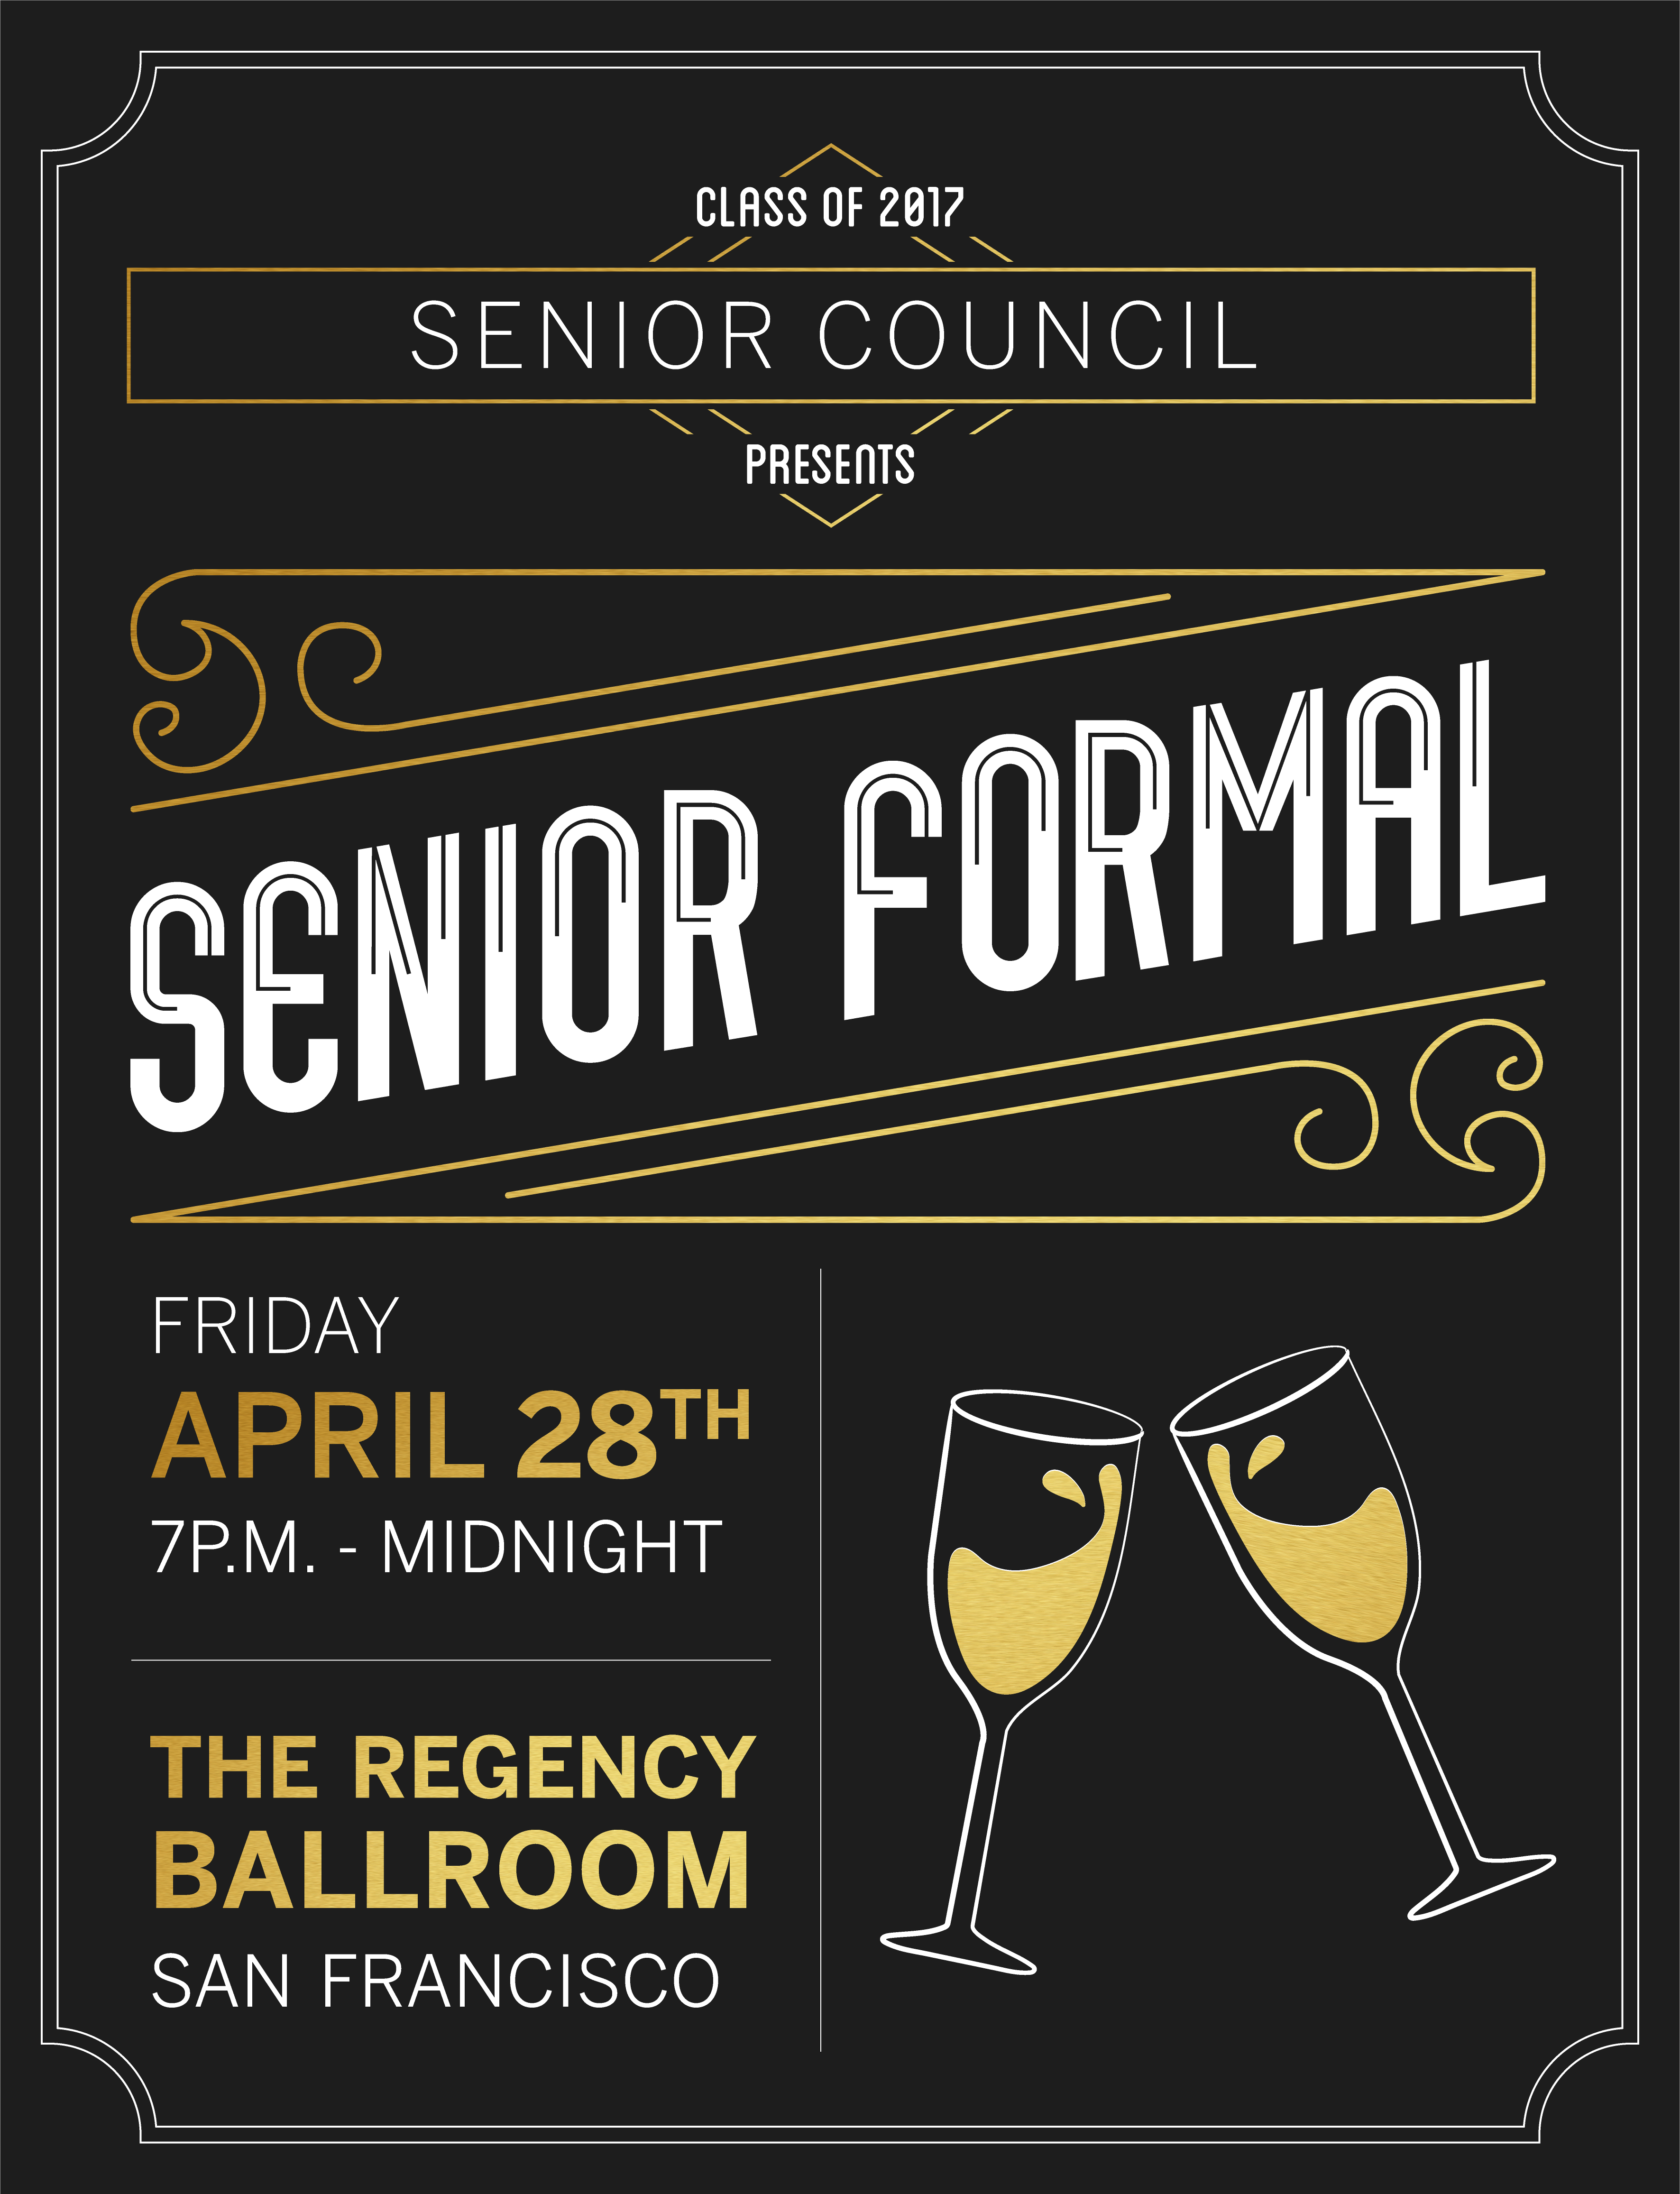 CLASS OF 2017
SENIOR COUNCIL
PRESENTS
SENIOR FORMAL
FRIDAY
APRIL 28TH
7P.M. - MIDNIGHT
THE REGENCY
BALLROOM
SAN FRANCISCO